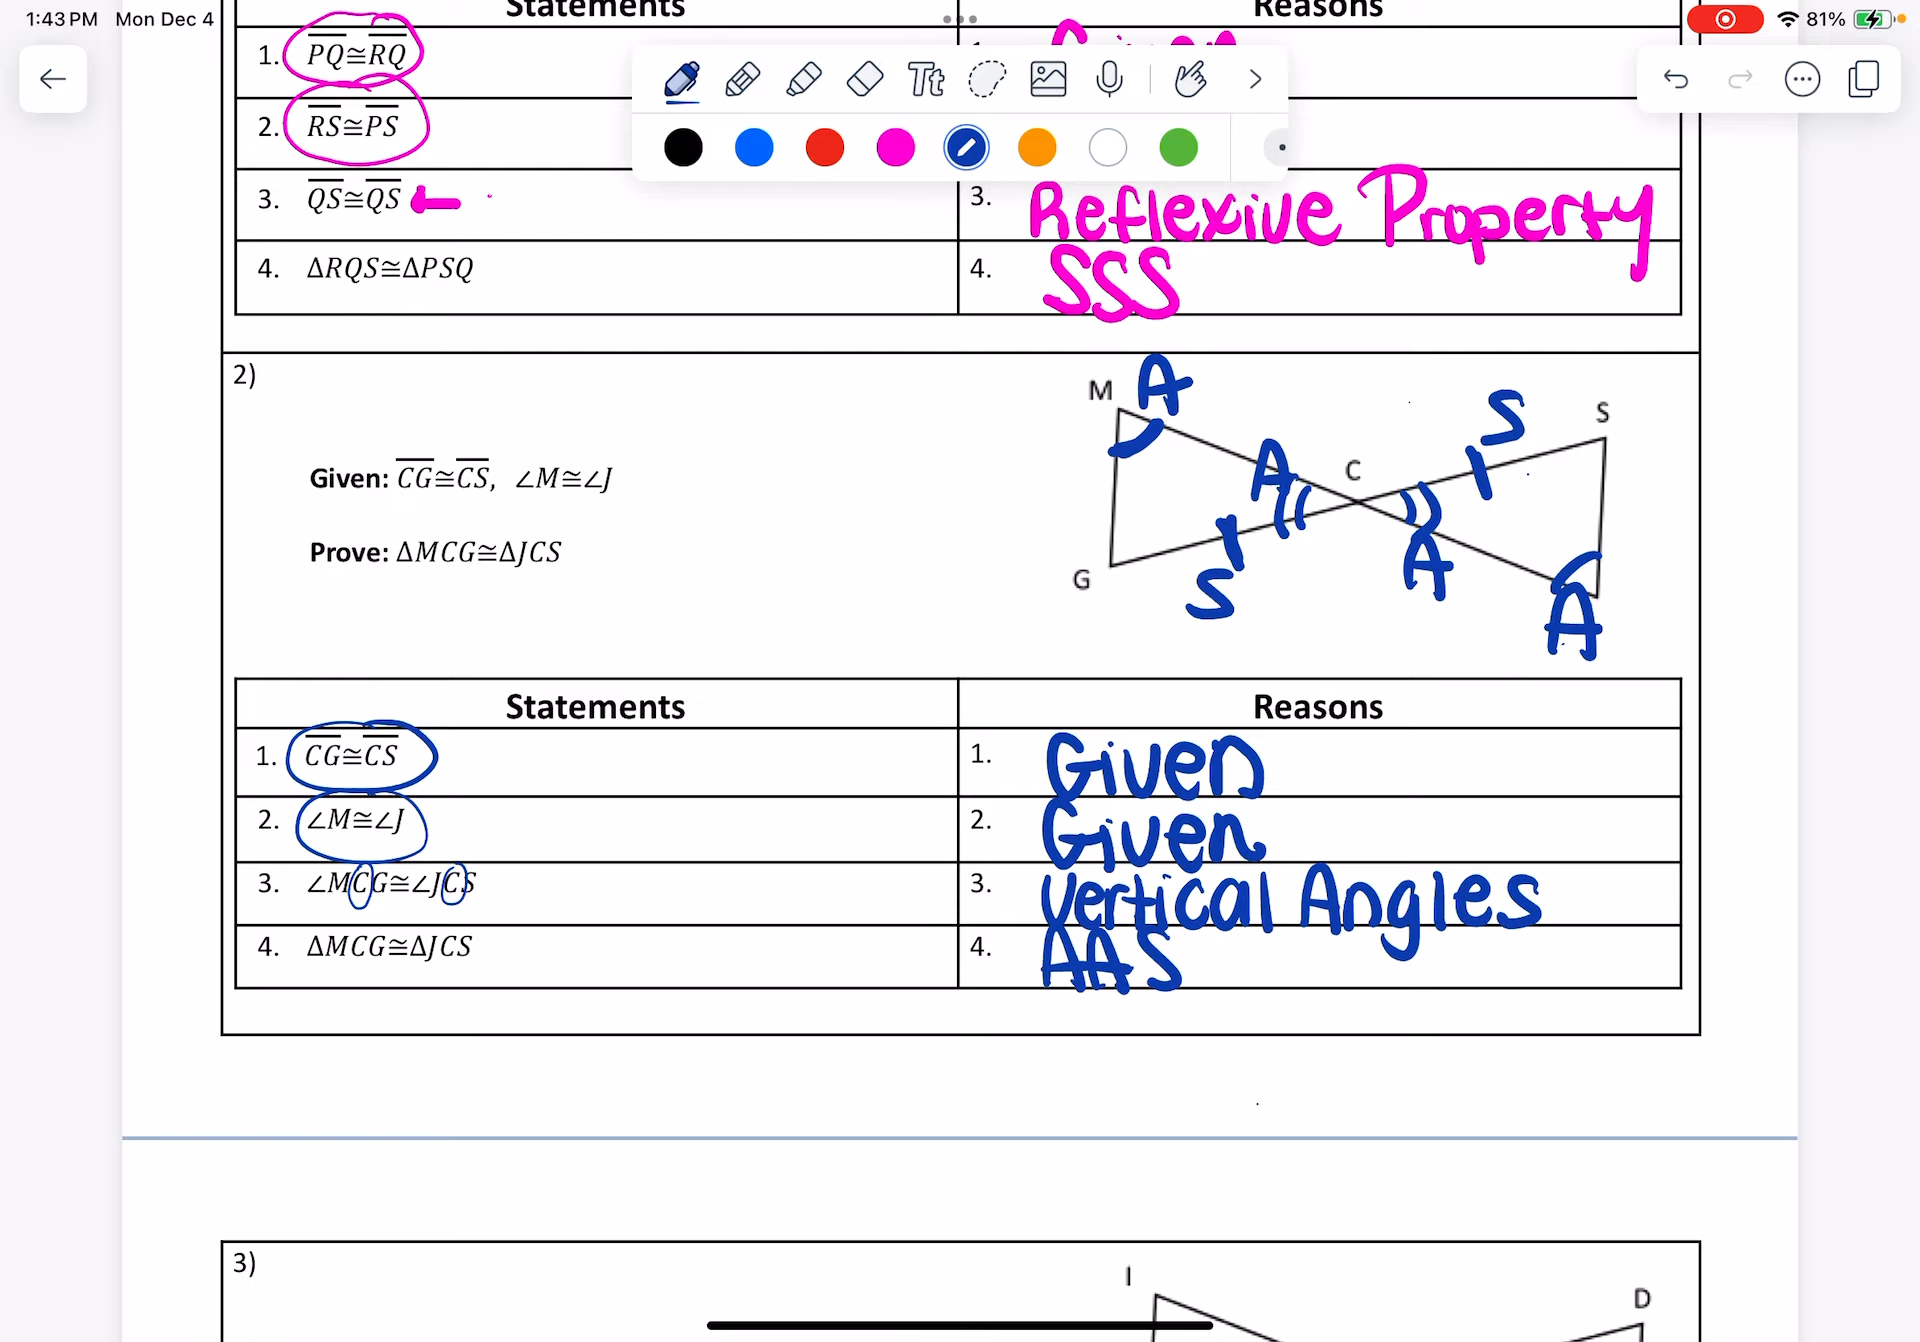 1:43 PM Mon Dec 4
81%
Statements Reasons
1. PQ≅RQ
Given
2. RS≅PS
Tt
3. QS≅QS
3. Reflexive Property
4. ΔRQS≅ΔPSQ
4. SSS
2)
M A
S S
Given: CG≅CS, ∠M≅∠J
A C
Prove: ΔMCG≅ΔJCS
G S A
A
Statements Reasons
1. CG≅CS
1. Given
2. ∠M≅∠J
2. Given
3. ∠MCG≅∠JCS
3. Vertical Angles
4. ΔMCG≅ΔJCS
4. AAS
3)
I
D